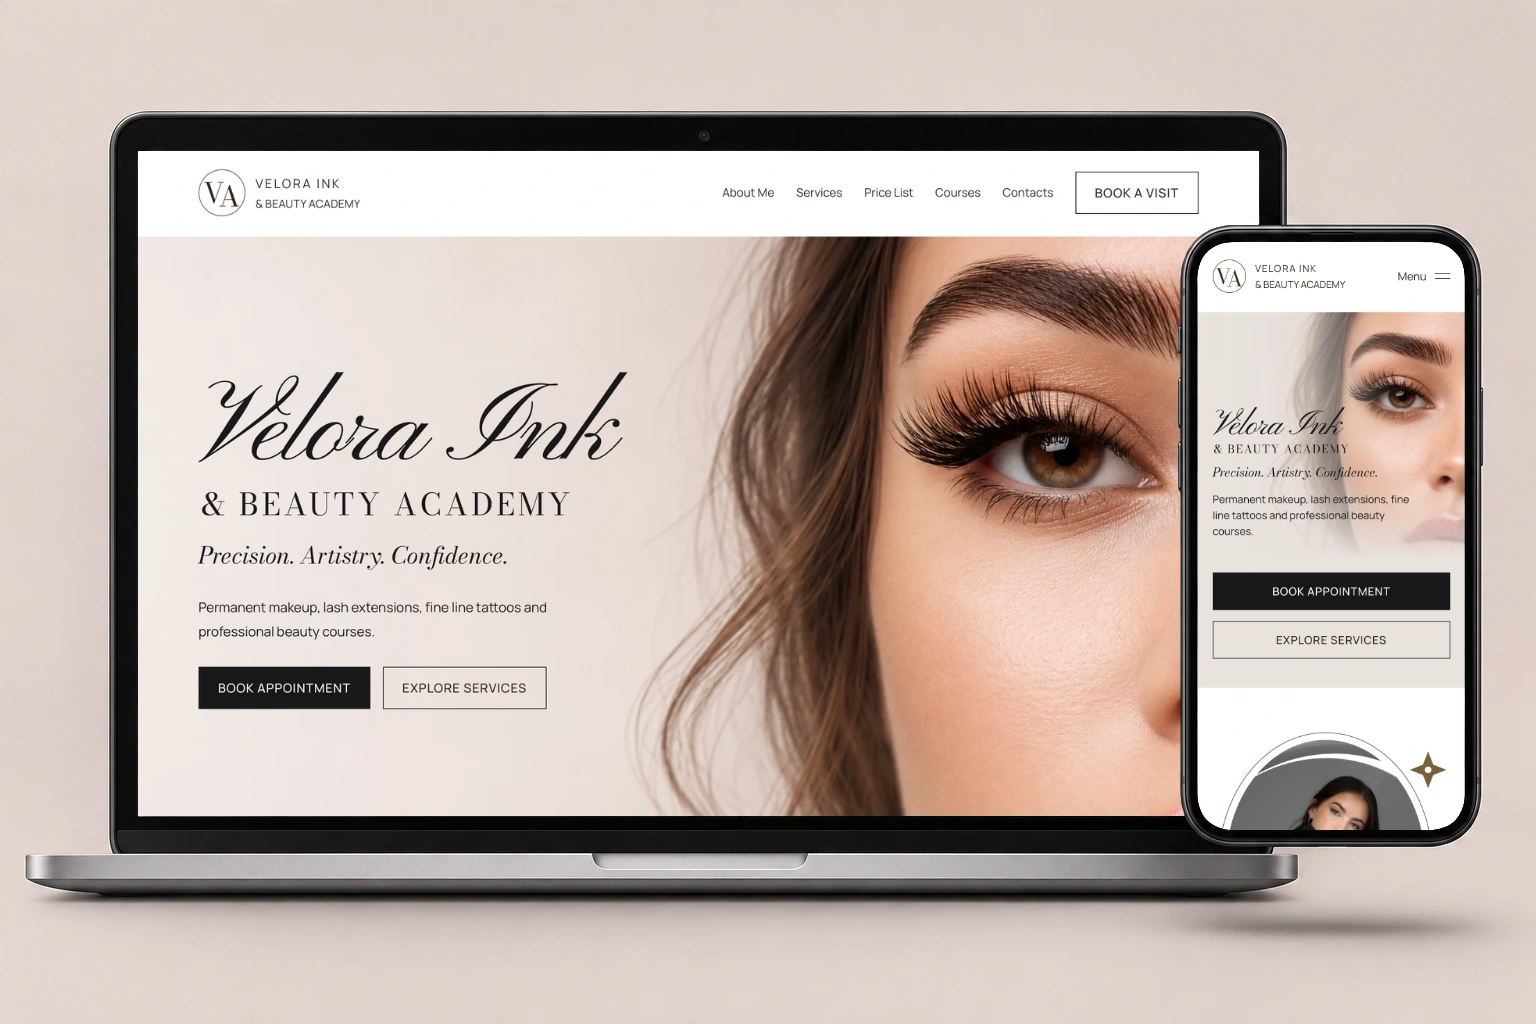 VA
VELORA INK
& BEAUTY ACADEMY
About Me
Services
Price List
Courses
Contacts
BOOK A VISIT
Velora Ink
& BEAUTY ACADEMY
Precision. Artistry. Confidence.
Permanent makeup, lash extensions, fine line tattoos and
professional beauty courses.
BOOK APPOINTMENT
EXPLORE SERVICES
VA
VELORA INK
& BEAUTY ACADEMY
Menu
Velora Ink
& BEAUTY ACADEMY
Precision. Artistry. Confidence.
Permanent makeup, lash extensions, fine
line tattoos and professional beauty
courses.
BOOK APPOINTMENT
EXPLORE SERVICES